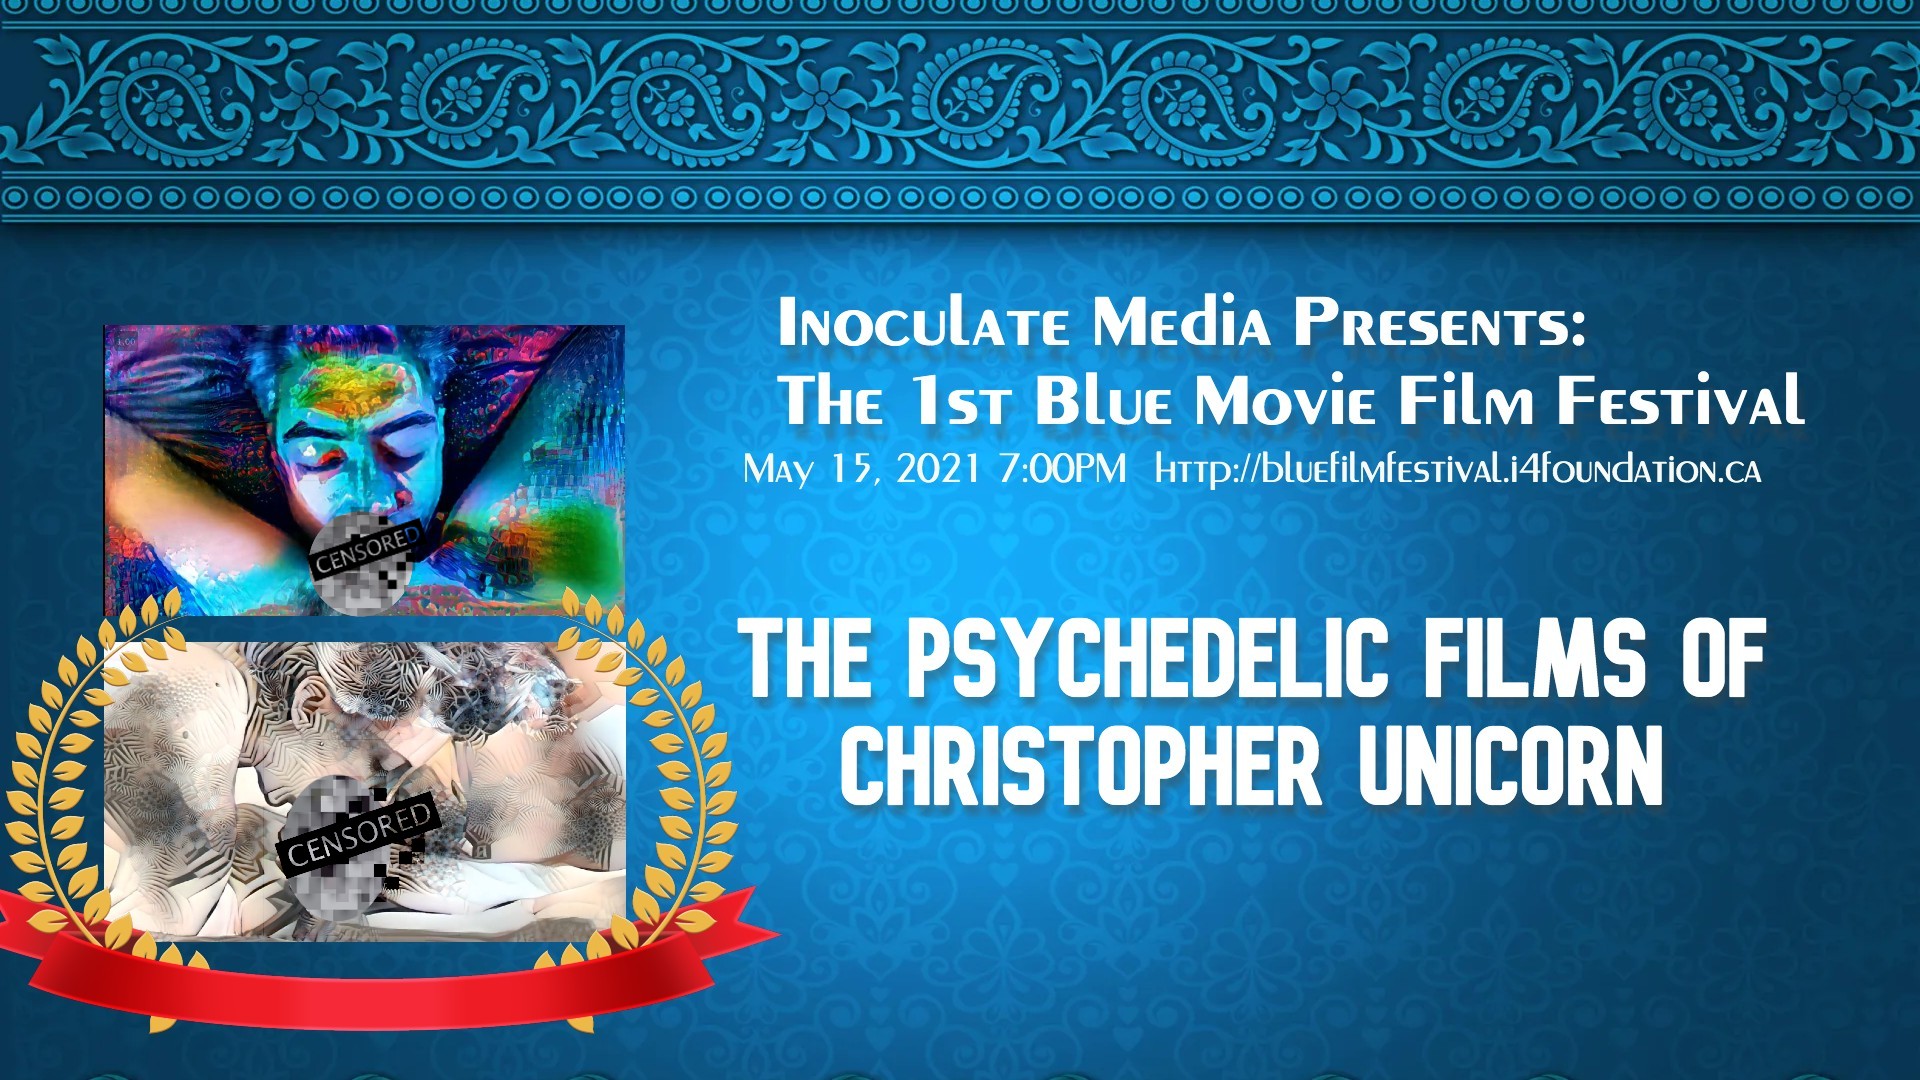 Inoculate Media Presents:
The 1st Blue Movie Film Festival
May 15, 2021 7:00PM http://bluefilmfestival.i4foundation.ca
CENSORED
THE PSYCHEDELIC FILMS OF
CHRISTOPHER UNICORN
CENSORED